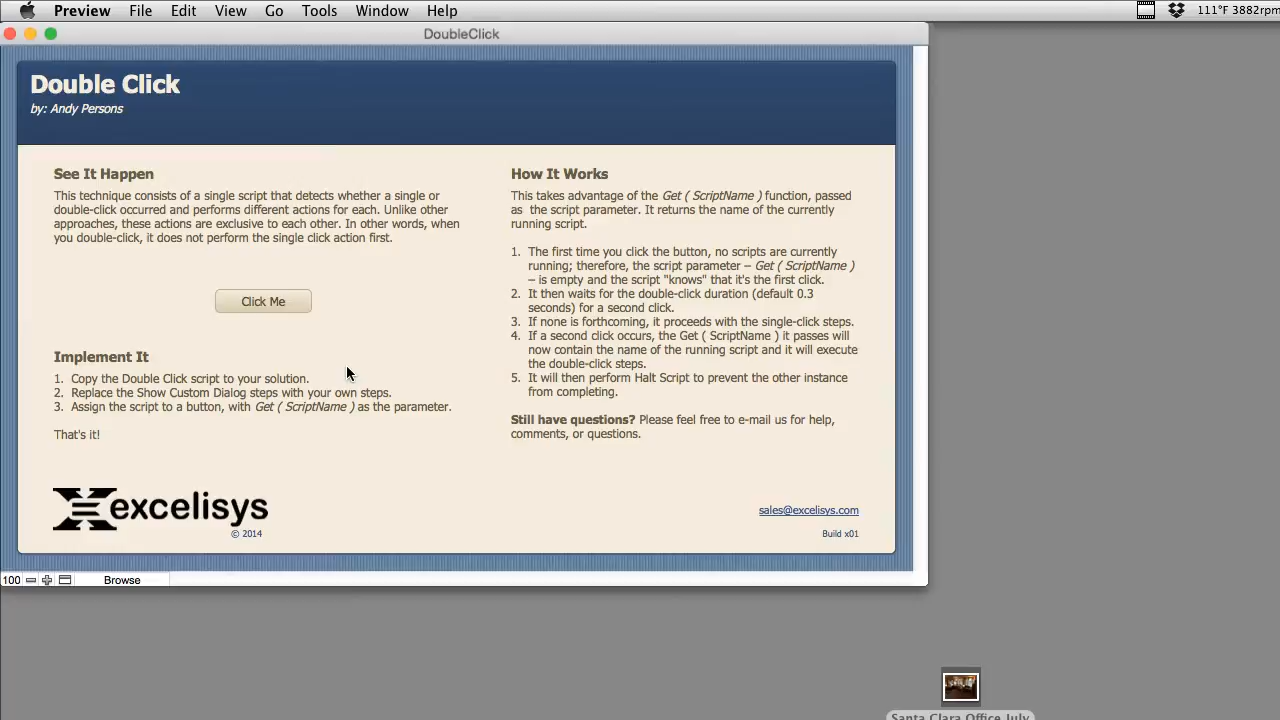 Preview File Edit View Go Tools Window Help 111°F 3882rpm
DoubleClick
Double Click
by: Andy Persons
See It Happen
This technique consists of a single script that detects whether a single or
double-click occurred and performs different actions for each. Unlike other
approaches, these actions are exclusive to each other. In other words, when
you double-click, it does not perform the single click action first.
Click Me
Implement It
1. Copy the Double Click script to your solution.
2. Replace the Show Custom Dialog steps with your own steps.
3. Assign the script to a button, with Get ( ScriptName ) as the parameter.
That's it!
excelisys
© 2014
How It Works
This takes advantage of the Get ( ScriptName ) function, passed
as the script parameter. It returns the name of the currently
running script.
1. The first time you click the button, no scripts are currently
running; therefore, the script parameter – Get ( ScriptName )
– is empty and the script "knows" that it's the first click.
2. It then waits for the double-click duration (default 0.3
seconds) for a second click.
3. If none is forthcoming, it proceeds with the single-click steps.
4. If a second click occurs, the Get ( ScriptName ) it passes will
now contain the name of the running script and it will execute
the double-click steps.
5. It will then perform Halt Script to prevent the other instance
from completing.
Still have questions? Please feel free to e-mail us for help,
comments, or questions.
sales@excelisys.com
Build x01
100 Browse
Santa Clara Office July